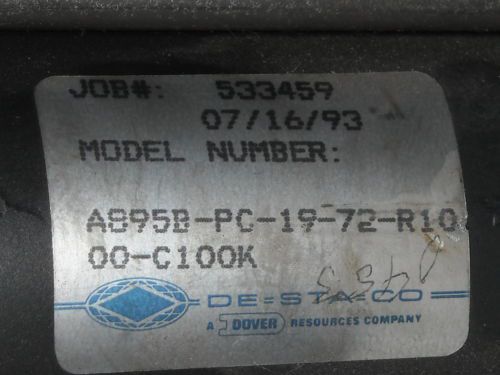 JOB#: 533459
07/16/93
MODEL NUMBER:
A895B-PC-19-72-R10
00-C100K
DE-STA-CO
A DOVER RESOURCES COMPANY